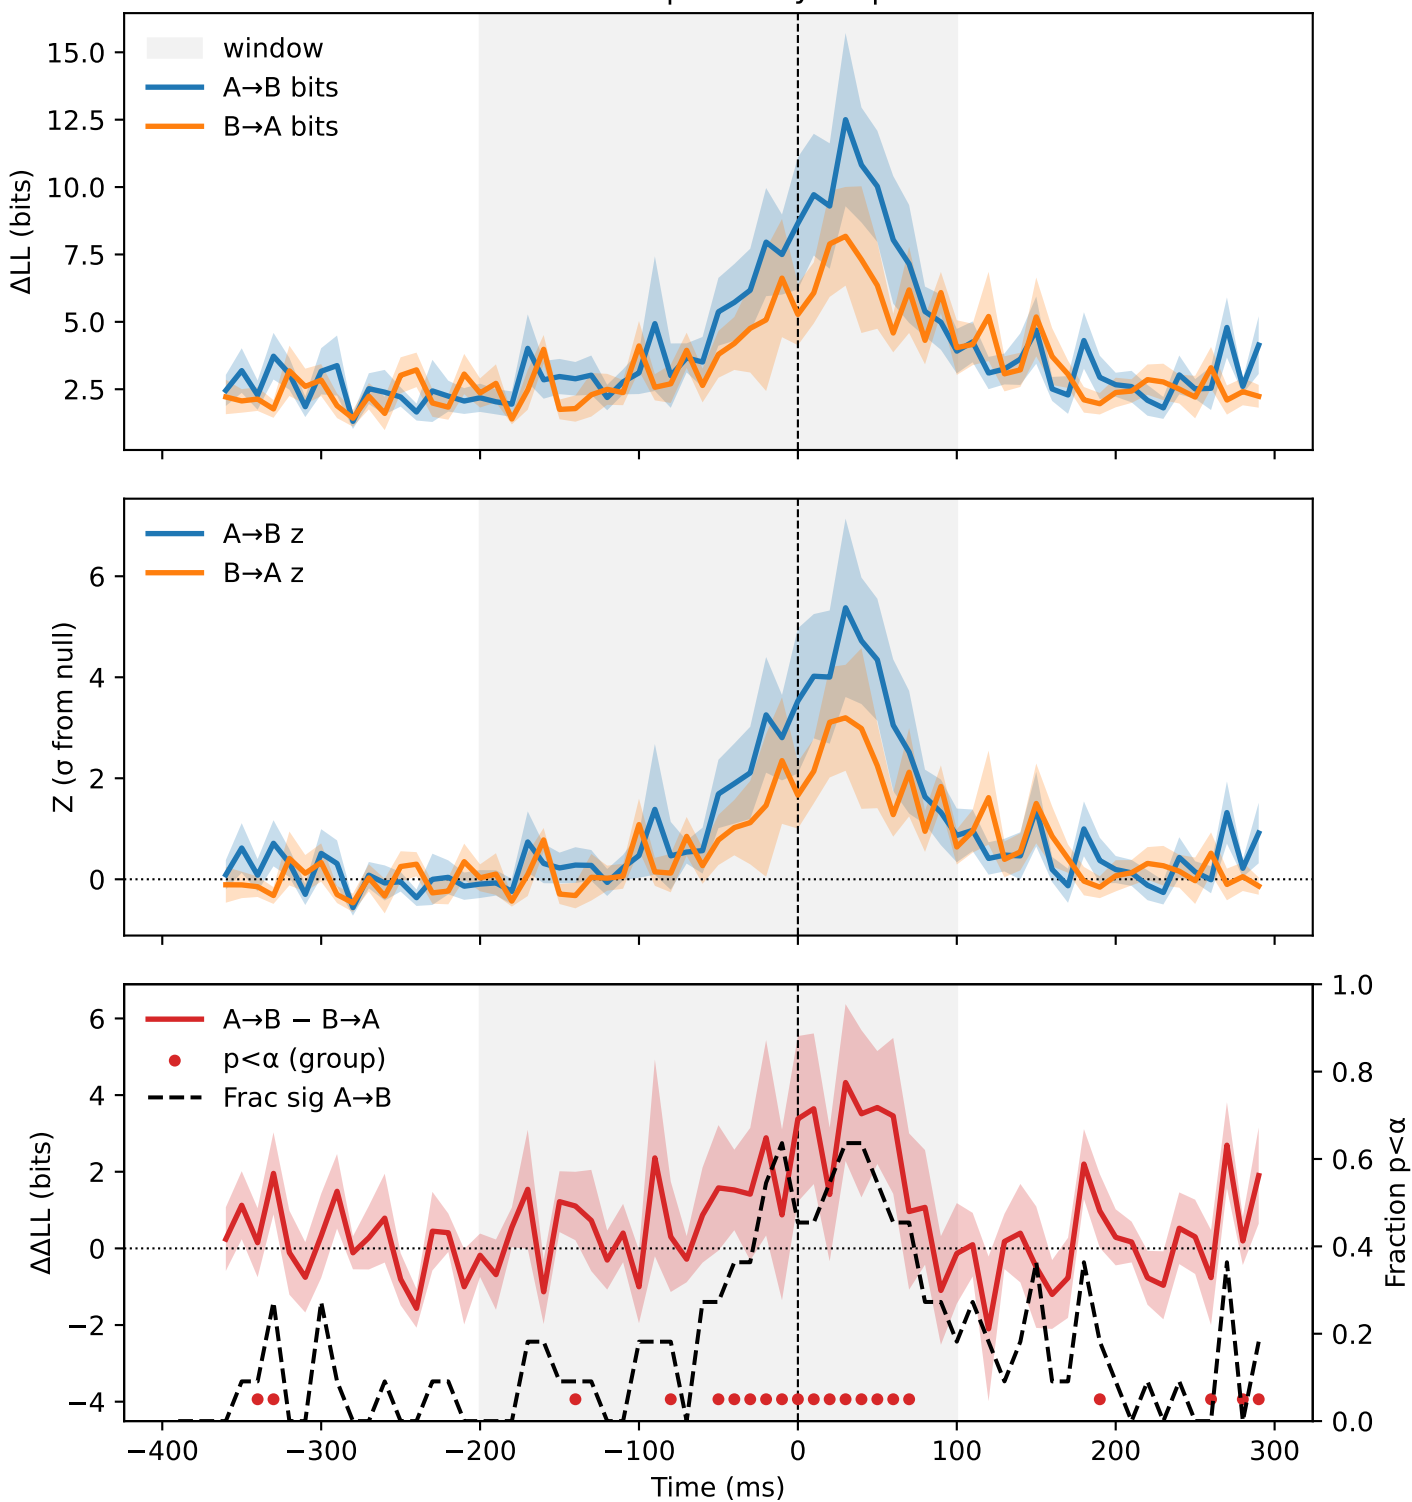 15.0
12.5
10.0
7.5
5.0
2.5
ΔLL (bits)
window
A→B bits
B→A bits
6
4
2
0
Z (σ from null)
A→B z
B→A z
6
4
2
0
−2
−4
ΔΔLL (bits)
A→B − B→A
p<α (group)
Frac sig A→B
1.0
0.8
0.6
0.4
0.2
0.0
Fraction p<α
−400 −300 −200 −100 0 100 200 300
Time (ms)